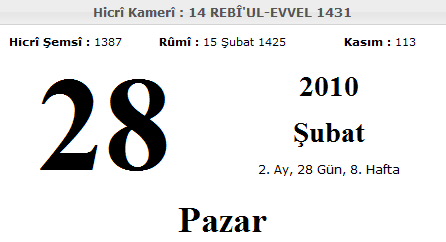 Hicrî Kamerî : 14 REBÎ'UL-EVVEL 1431
Hicrî Şemsî : 1387 Rûmî : 15 Şubat 1425 Kasım : 113
28
2010
Şubat
2. Ay, 28 Gün, 8. Hafta
Pazar